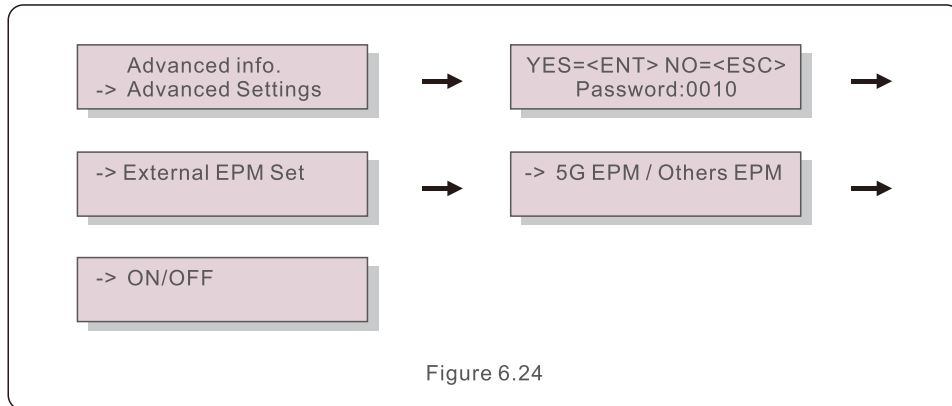 Advanced info.
-> Advanced Settings
YES=<ENT> NO=<ESC>
Password:0010
-> External EPM Set
-> 5G EPM / Others EPM
-> ON/OFF
Figure 6.24